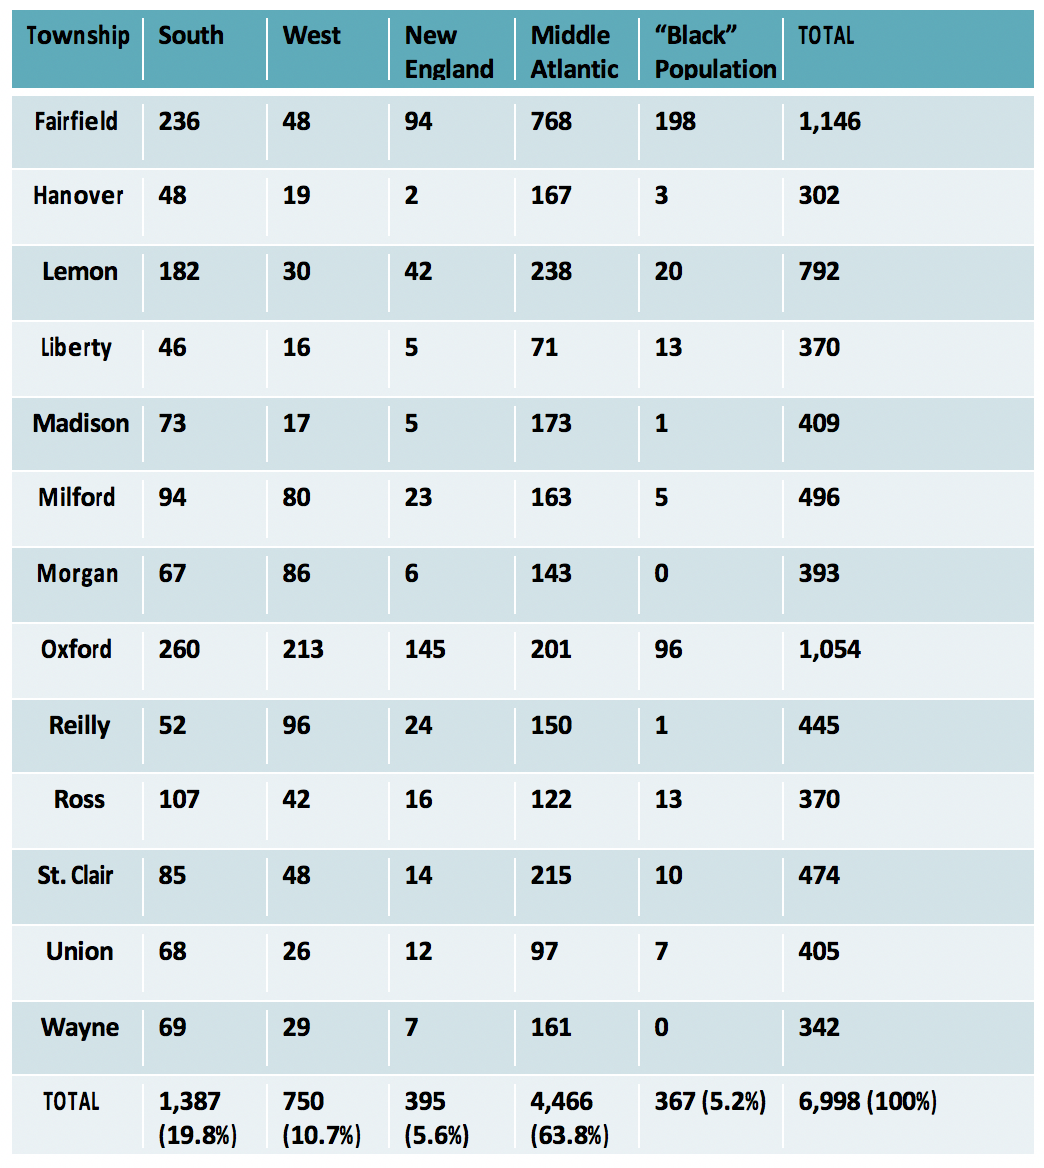 Township South West New England Middle Atlantic “Black” Population TOTAL
Fairfield 236 48 94 768 198 1,146
Hanover 48 19 2 167 3 302
Lemon 182 30 42 238 20 792
Liberty 46 16 5 71 13 370
Madison 73 17 5 173 1 409
Milford 94 80 23 163 5 496
Morgan 67 86 6 143 0 393
Oxford 260 213 145 201 96 1,054
Reilly 52 96 24 150 1 445
Ross 107 42 16 122 13 370
St. Clair 85 48 14 215 10 474
Union 68 26 12 97 7 405
Wayne 69 29 7 161 0 342
TOTAL 1,387 (19.8%) 750 (10.7%) 395 (5.6%) 4,466 (63.8%) 367 (5.2%) 6,998 (100%)